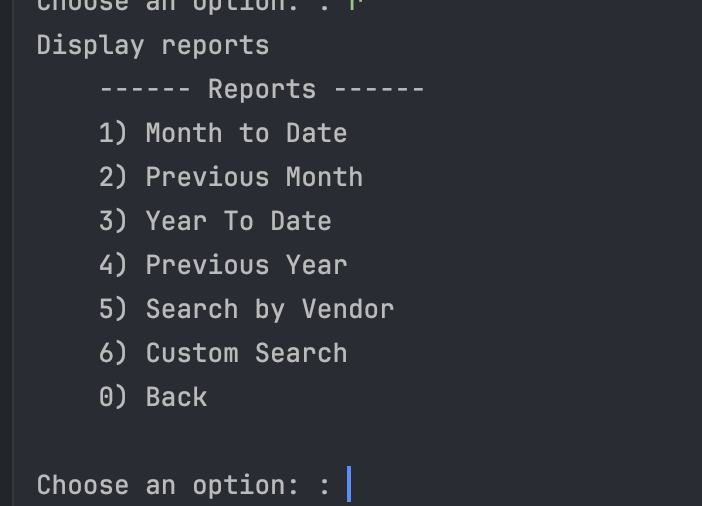 Choose an option: :
Display reports
------ Reports ------
1) Month to Date
2) Previous Month
3) Year To Date
4) Previous Year
5) Search by Vendor
6) Custom Search
0) Back
Choose an option: :